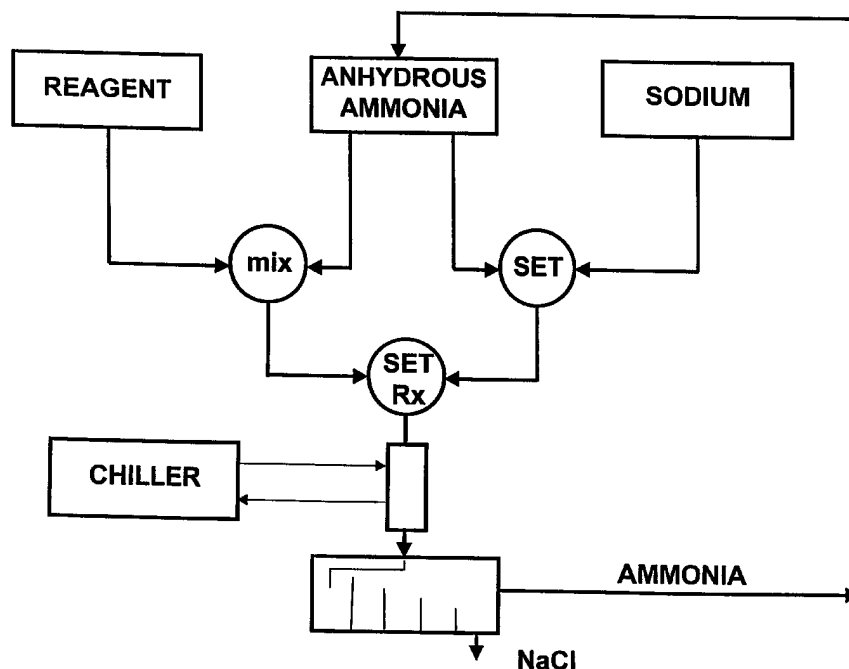 REAGENT
ANHYDROUS
AMMONIA
SODIUM
mix
SET
SET
Rx
CHILLER
AMMONIA
NaCl